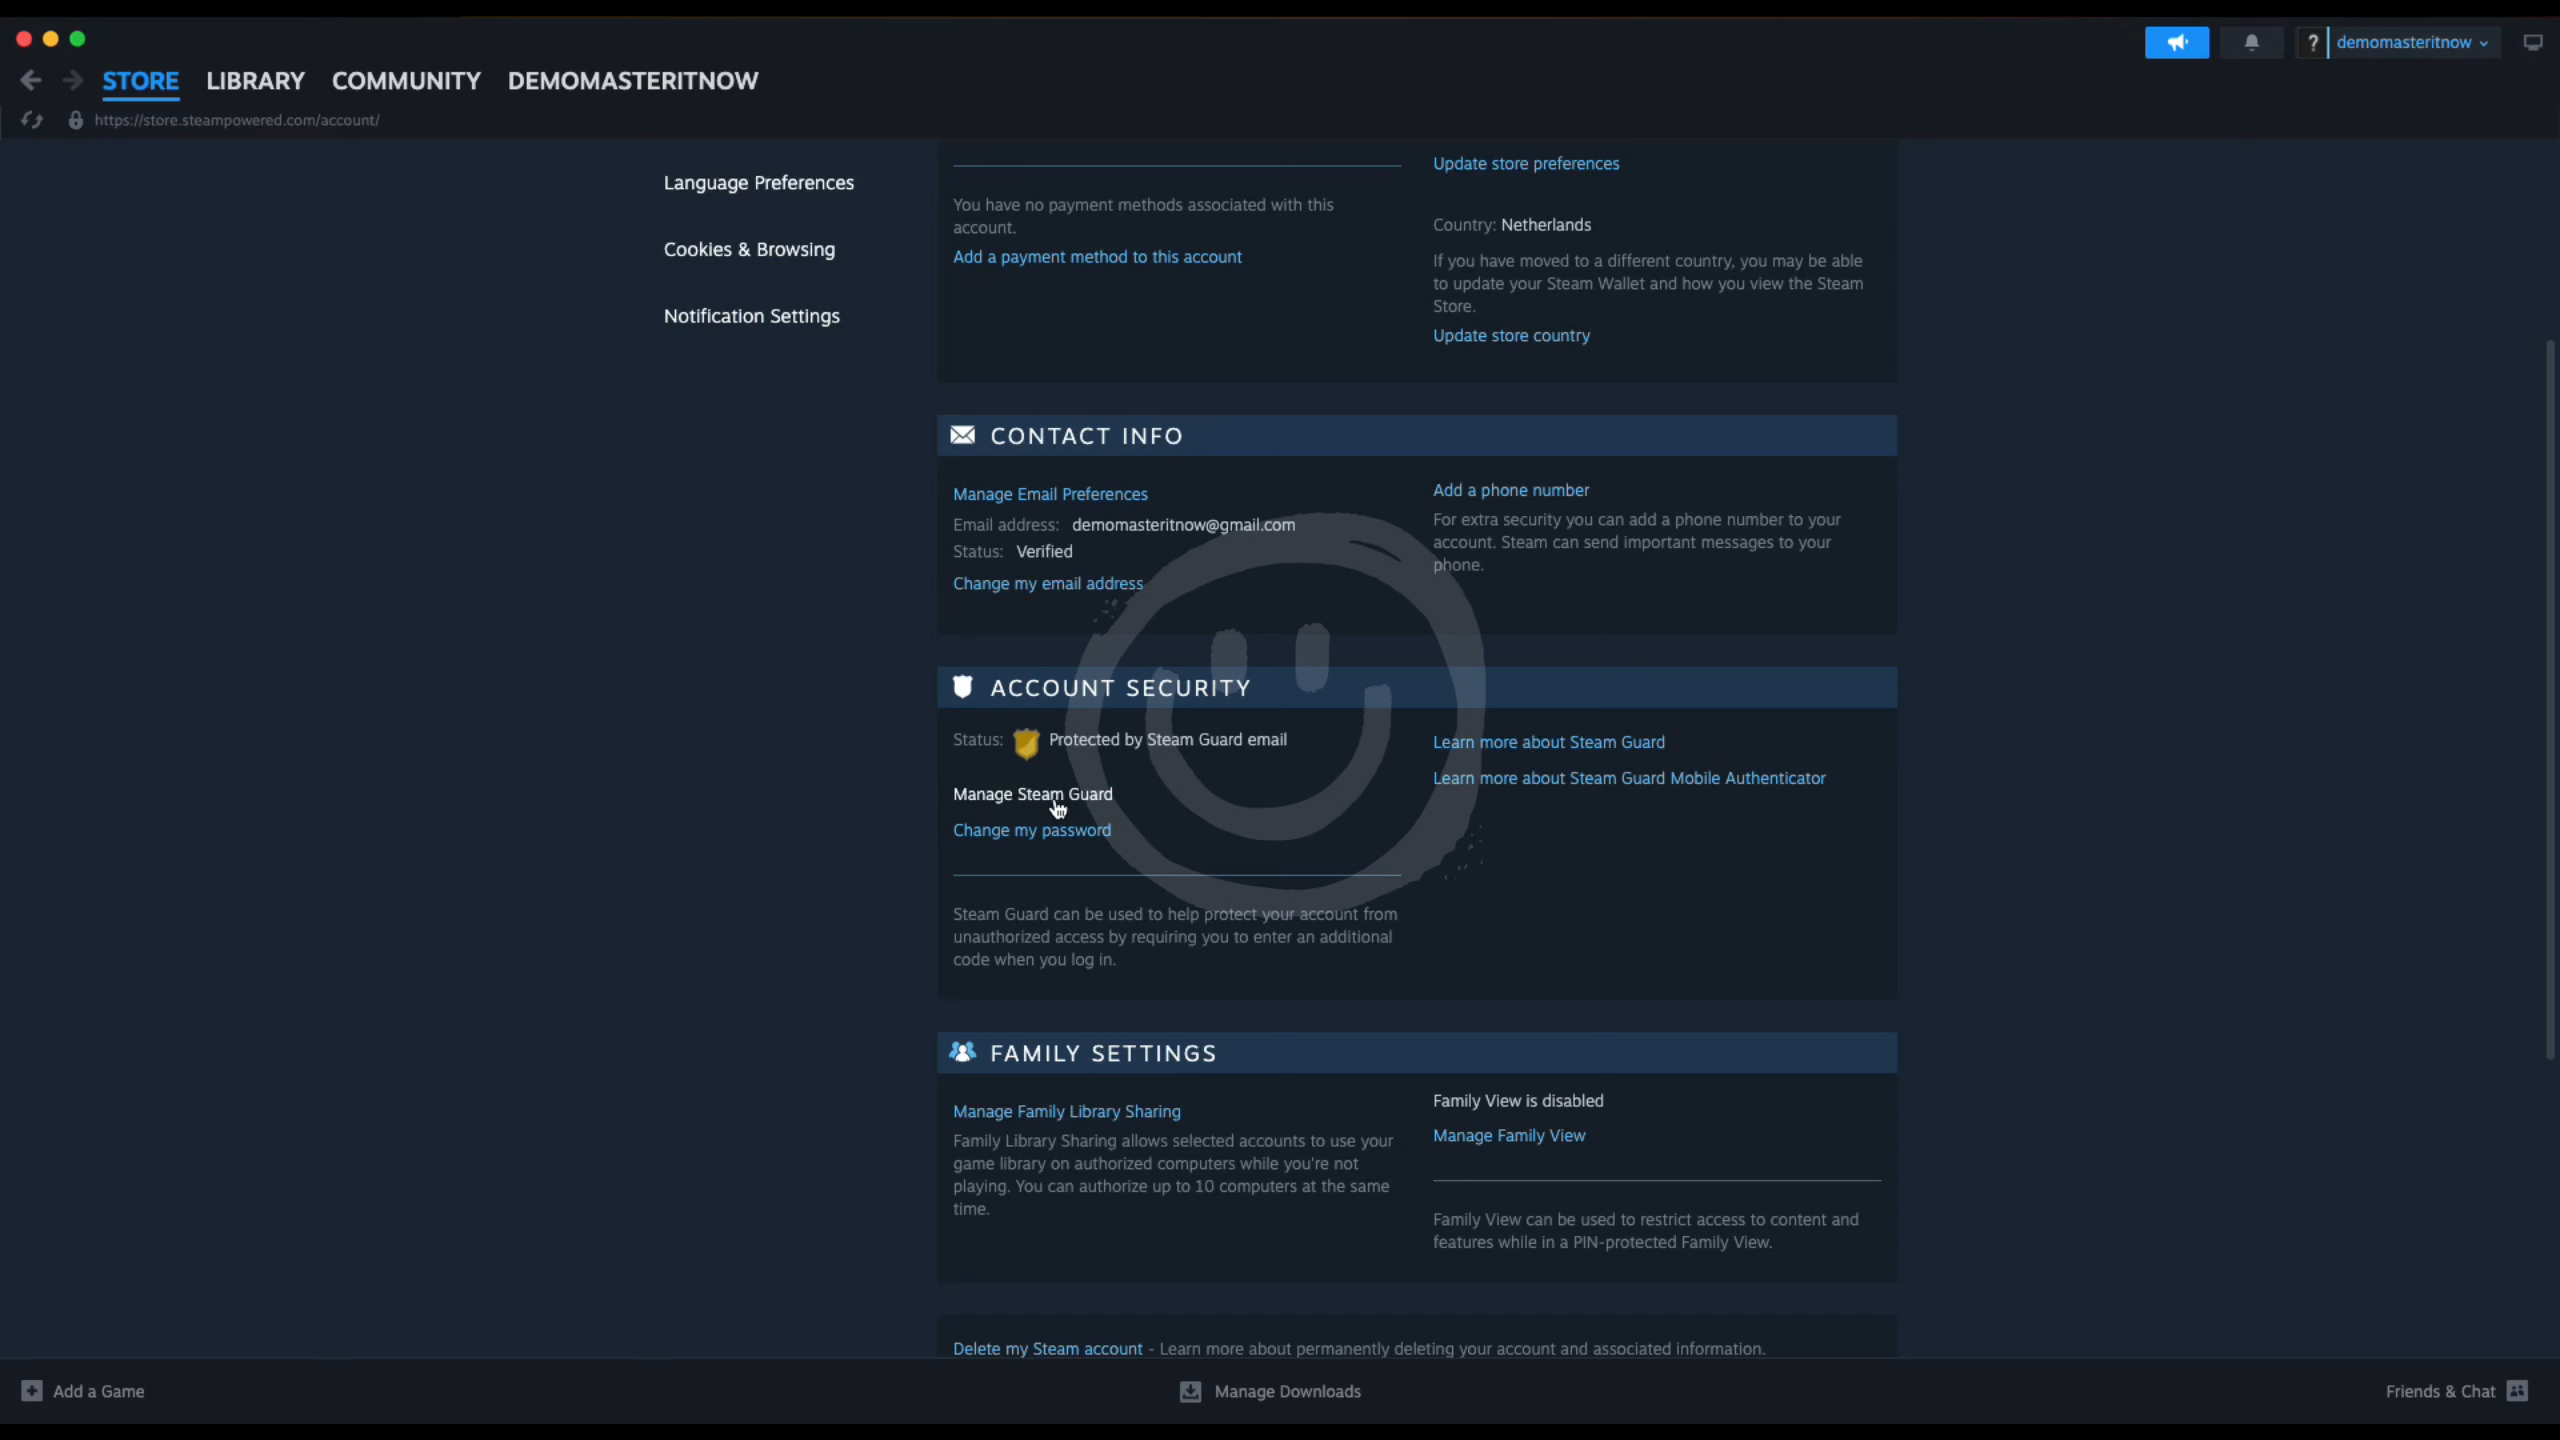 demomasteritnow
STORE LIBRARY COMMUNITY DEMOMASTERITNOW
https://store.steampowered.com/account/
Language Preferences
Cookies & Browsing
Notification Settings
You have no payment methods associated with this
account.
Add a payment method to this account
Update store preferences
Country: Netherlands
If you have moved to a different country, you may be able
to update your Steam Wallet and how you view the Steam
Store.
Update store country
CONTACT INFO
Manage Email Preferences
Email address: demomasteritnow@gmail.com
Status: Verified
Change my email address
Add a phone number
For extra security you can add a phone number to your
account. Steam can send important messages to your
phone.
ACCOUNT SECURITY
Status: Protected by Steam Guard email
Manage Steam Guard
Change my password
Steam Guard can be used to help protect your account from
unauthorized access by requiring you to enter an additional
code when you log in.
Learn more about Steam Guard
Learn more about Steam Guard Mobile Authenticator
FAMILY SETTINGS
Manage Family Library Sharing
Family Library Sharing allows selected accounts to use your
game library on authorized computers while you're not
playing. You can authorize up to 10 computers at the same
time.
Family View is disabled
Manage Family View
Family View can be used to restrict access to content and
features while in a PIN-protected Family View.
Delete my Steam account - Learn more about permanently deleting your account and associated information.
Add a Game
Manage Downloads
Friends & Chat